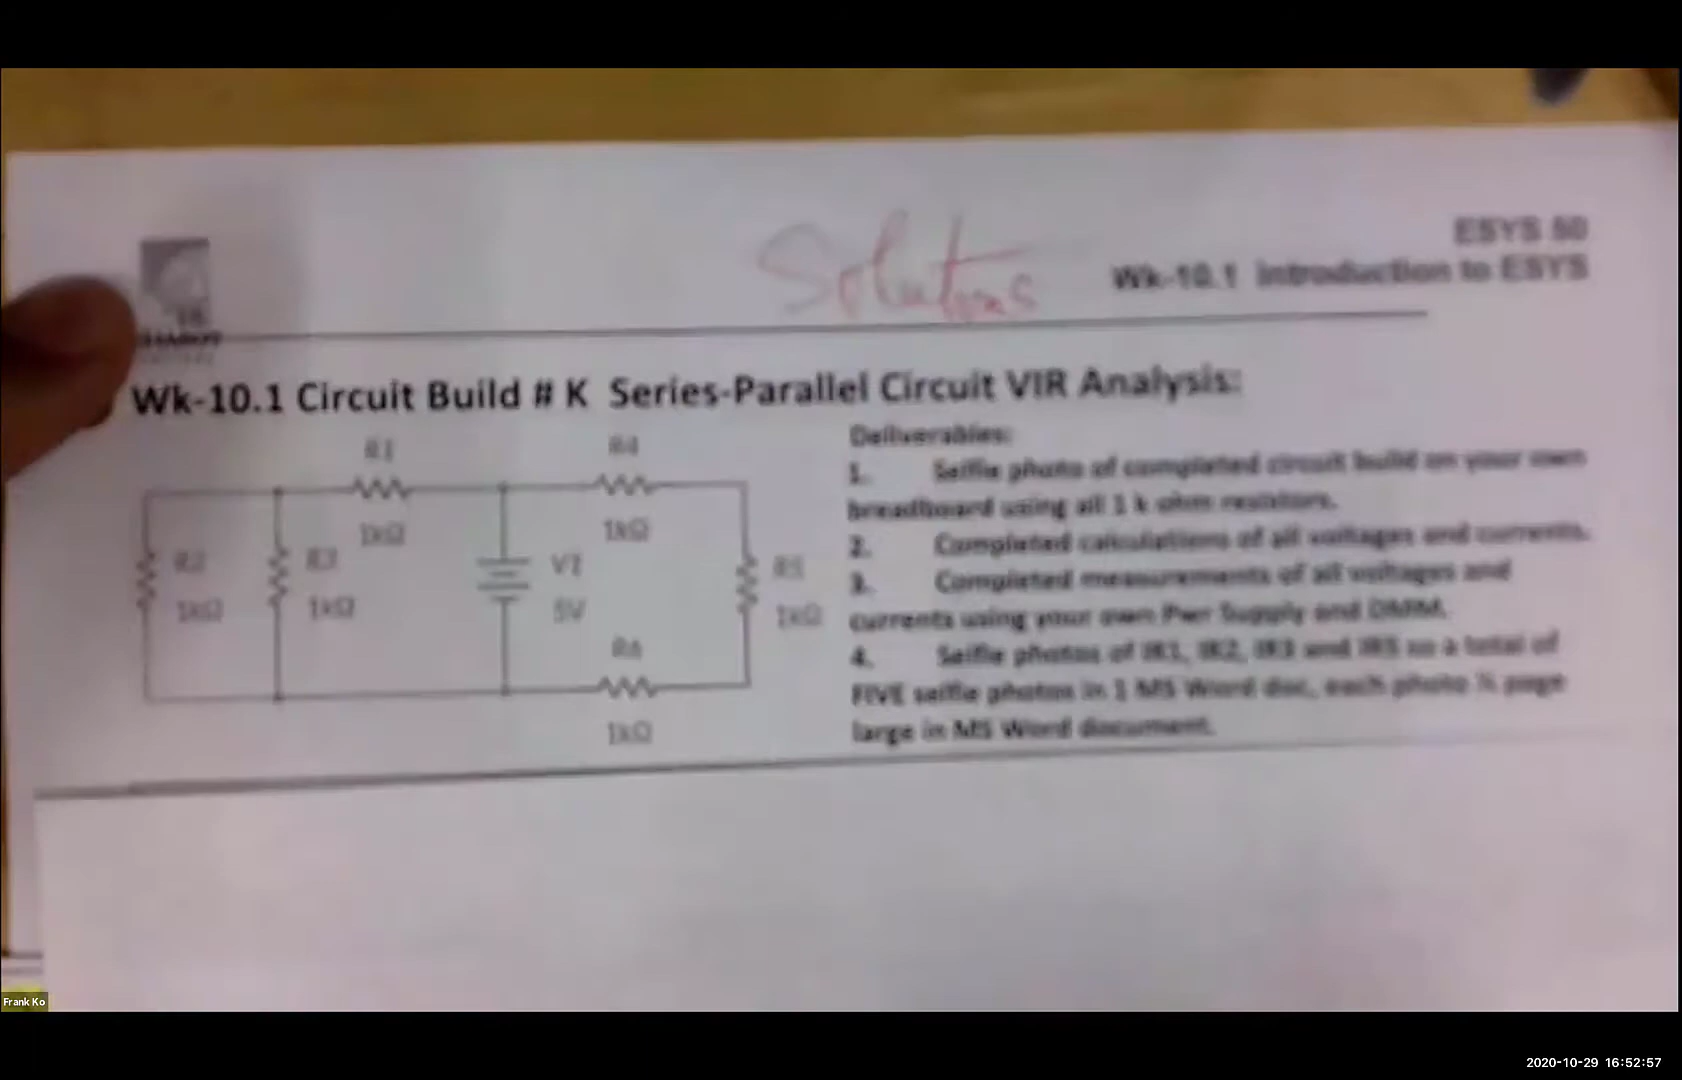 Solutions
ESYS 50
Wk-10.1 Introduction to ESYS
Wk-10.1 Circuit Build # K Series-Parallel Circuit VIR Analysis:
Deliverables:
1. Selfie photo of completed circuit build on your own
breadboard using all 1 k ohm resistors.
2. Completed calculations of all voltages and currents.
3. Completed measurements of all voltages and
currents using your own Pwr Supply and DMM.
4. Selfie photos of IR1, IR2, IR3 and IR5 so a total of
FIVE selfie photos in 1 MS Word doc, each photo page
large in MS Word document.
R1
1kΩ
R4
1kΩ
R2
1kΩ
R3
1kΩ
V1
5V
R5
1kΩ
R6
1kΩ
Frank Ko
2020-10-29 16:52:57